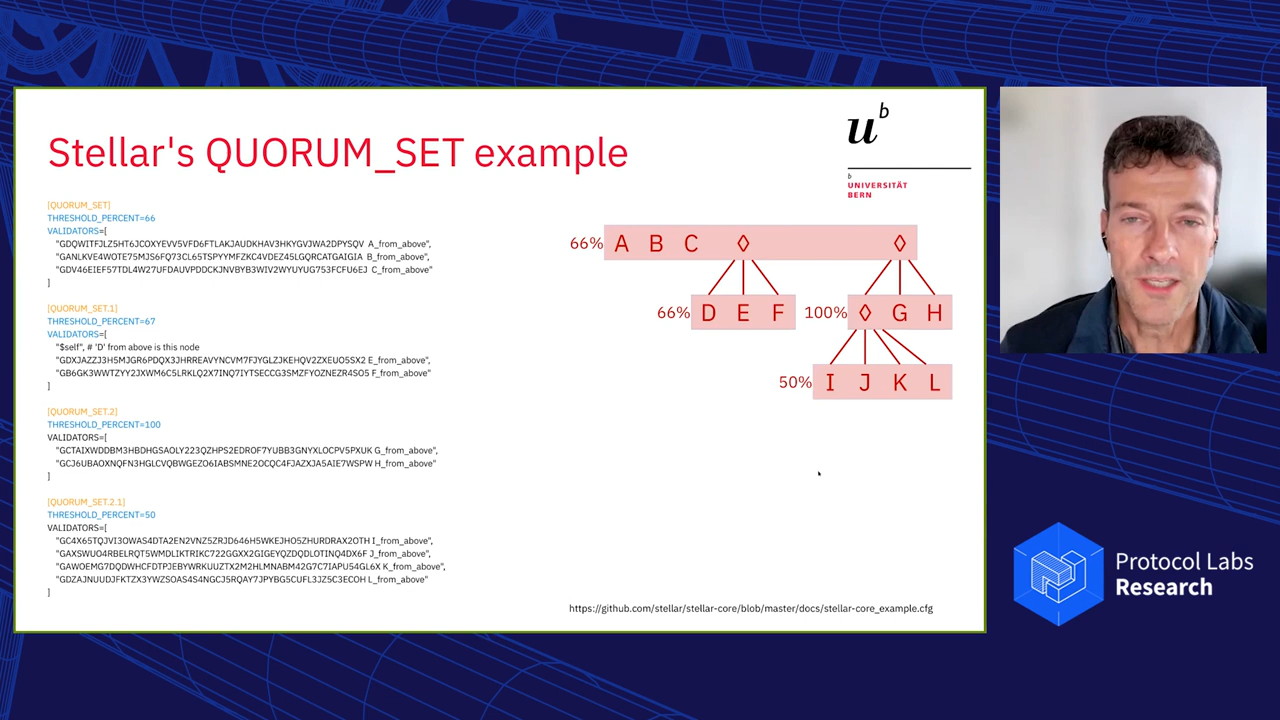 Stellar's QUORUM_SET example
u b
b
UNIVERSITÄT
BERN
[QUORUM_SET]
THRESHOLD_PERCENT=66
VALIDATORS=[
"GDQWITFJLZ5HT6JCOXYEVV5VFD6FTLAKJAUDKHAV3HKYGVJWA2DPYSQV A_from_above",
"GANLKVE4WOTE75MJS6FQ73CL65TSPYYMFZKC4VDEZ45LGQRCATGAIGIA B_from_above",
"GDV46EIEF57TDL4W27UFDAUVPDDCKJNVBYB3WIV2WYUYUG753FCFU6EJ C_from_above"
]
[QUORUM_SET.1]
THRESHOLD_PERCENT=67
VALIDATORS=[
"$self", # 'D' from above is this node
"GDXJAZZJ3H5MJGR6PDQX3JHRREAVYNCVM7FJYGLZJKEHQV2ZXEUO5SX2 E_from_above",
"GB6GK3WWTZYY2JXWM6C5LRKLQ2X7INQ7IYTSECCG3SMZFYOZNEZR4SO5 F_from_above"
]
[QUORUM_SET.2]
THRESHOLD_PERCENT=100
VALIDATORS=[
"GCTAIXWDDBM3HBDHGSAOLY223QZHPS2EDROF7YUBB3GNYXLOCPV5PXUK G_from_above",
"GCJ6UBAOXNQFN3HGLCVQBWGEZO6IABSMNE2OCQC4FJAZXJA5AIE7WSPW H_from_above"
]
[QUORUM_SET.2.1]
THRESHOLD_PERCENT=50
VALIDATORS=[
"GC4X65TQJVI3OWAS4DTA2EN2VNZ5ZRJD646H5WKEJHO5ZHURDRAX2OTH I_from_above",
"GAXSWUO4RBELRQT5WMDLIKTRIKC722GGXX2GIGEYQZDQDLOTINQ4DX6F J_from_above",
"GAWOEMG7DQDWHCFDTPJEBYWRKUUZTX2M2HLMNABM42G7C7IAPU54GL6X K_from_above",
"GDZAJNUUDJFKTZX3YWZSOAS4S4NGCJ5RQAY7JPYBG5CUFL3JZ5C3ECOH L_from_above"
]
66% A B C ◊ ◊
66% D E F 100% ◊ G H
50% I J K L
https://github.com/stellar/stellar-core/blob/master/docs/stellar-core_example.cfg
Protocol Labs
Research